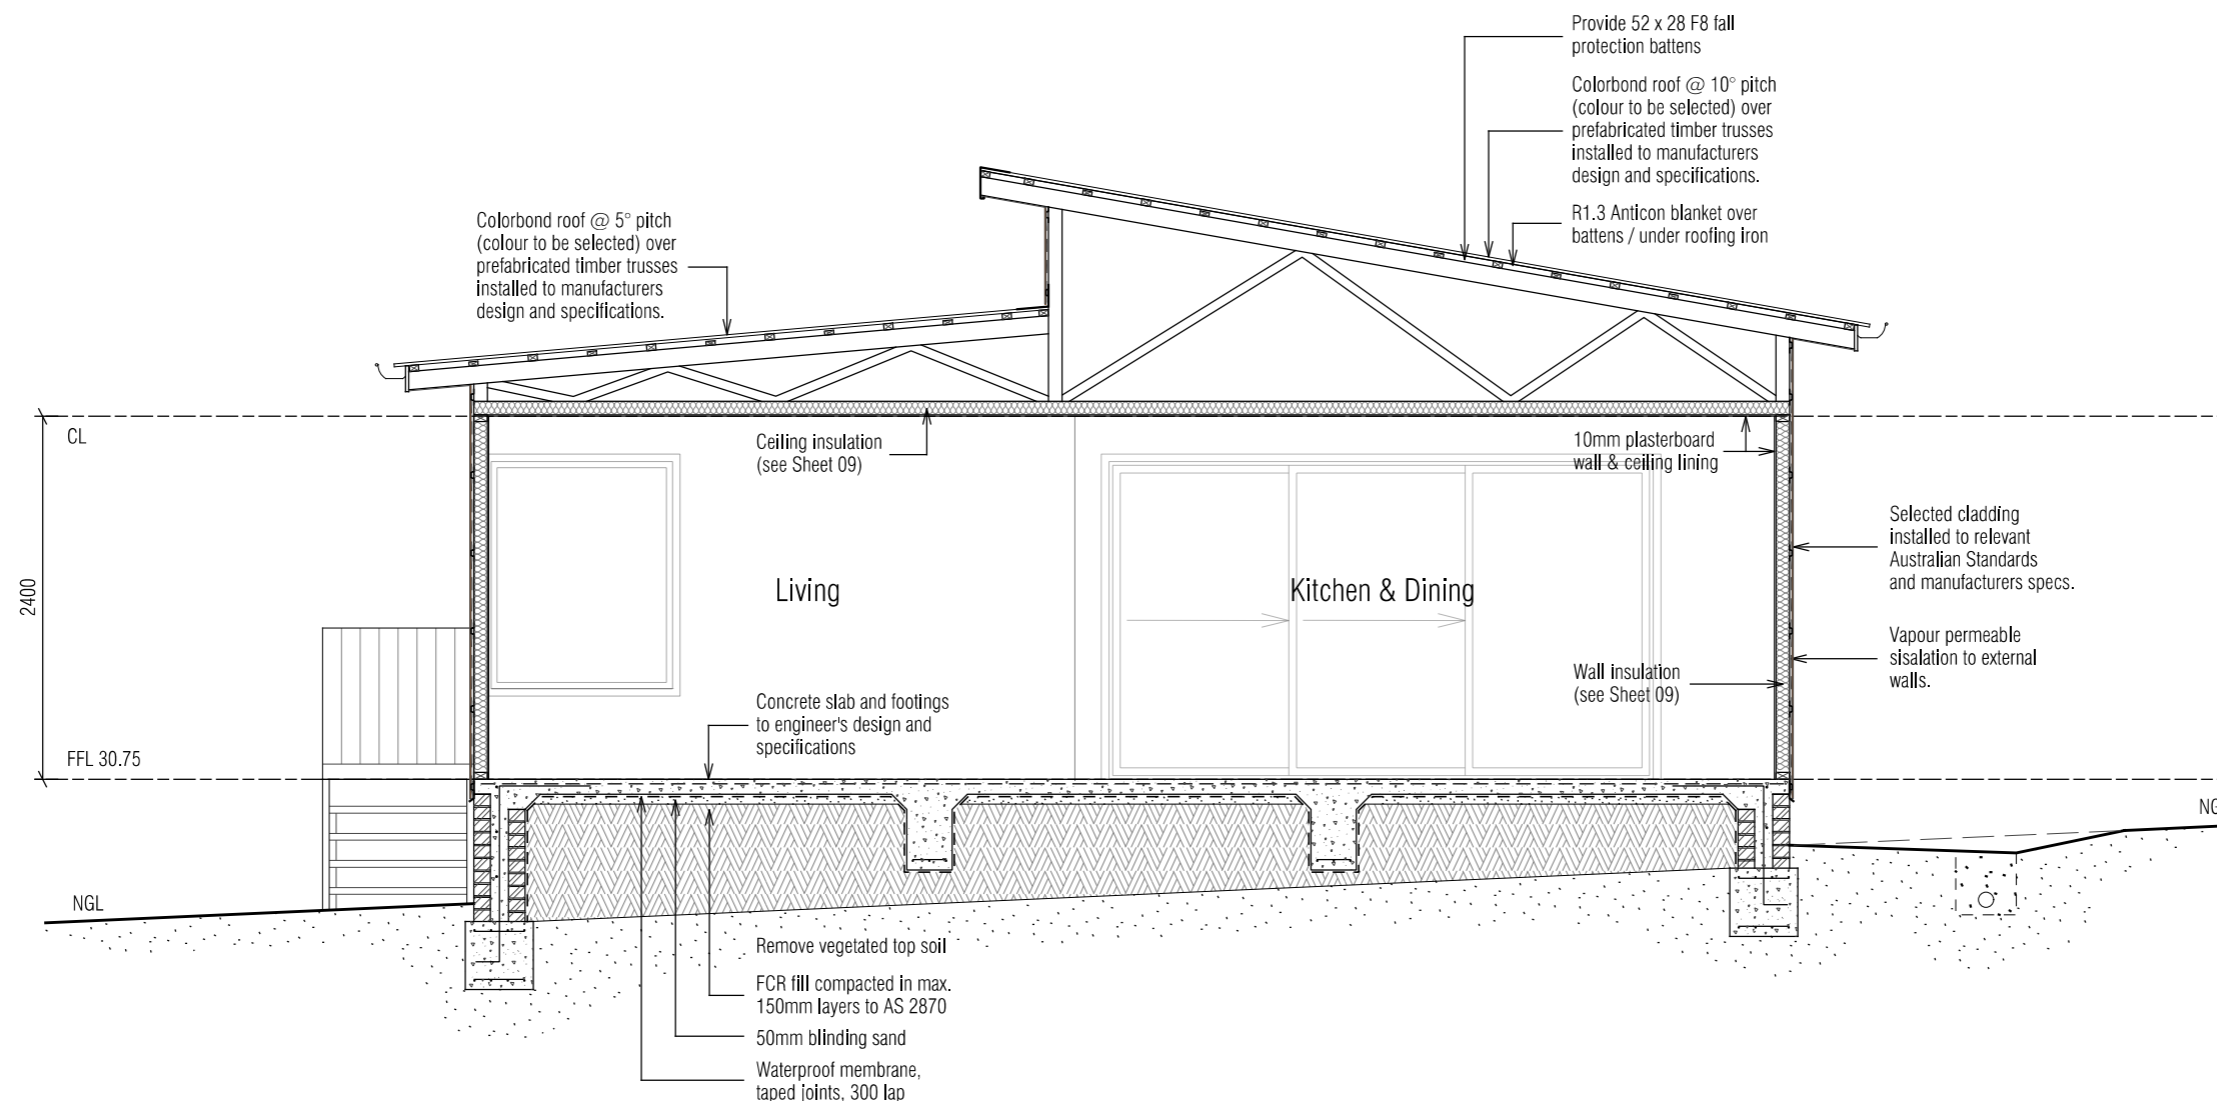 Provide 52 x 28 F8 fall
protection battens
Colorbond roof @ 10° pitch
(colour to be selected) over
prefabricated timber trusses
installed to manufacturers
design and specifications.
R1.3 Anticon blanket over
battens / under roofing iron
Colorbond roof @ 5° pitch
(colour to be selected) over
prefabricated timber trusses
installed to manufacturers
design and specifications.
CL
Ceiling insulation
(see Sheet 09)
10mm plasterboard
wall & ceiling lining
Selected cladding
installed to relevant
Australian Standards
and manufacturers specs.
2400
Living
Kitchen & Dining
Vapour permeable
sisalation to external
walls.
Wall insulation
(see Sheet 09)
Concrete slab and footings
to engineer's design and
specifications
FFL 30.75
NG
NGL
Remove vegetated top soil
FCR fill compacted in max.
150mm layers to AS 2870
50mm blinding sand
Waterproof membrane,
taped joints, 300 lap